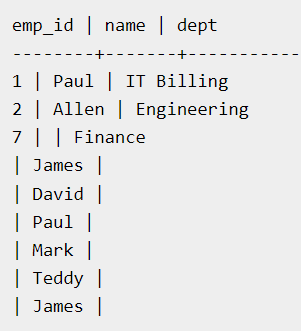 emp_id | name | dept
--------+-------+-----------
1 | Paul | IT Billing
2 | Allen | Engineering
7 | | Finance
| James |
| David |
| Paul |
| Mark |
| Teddy |
| James |